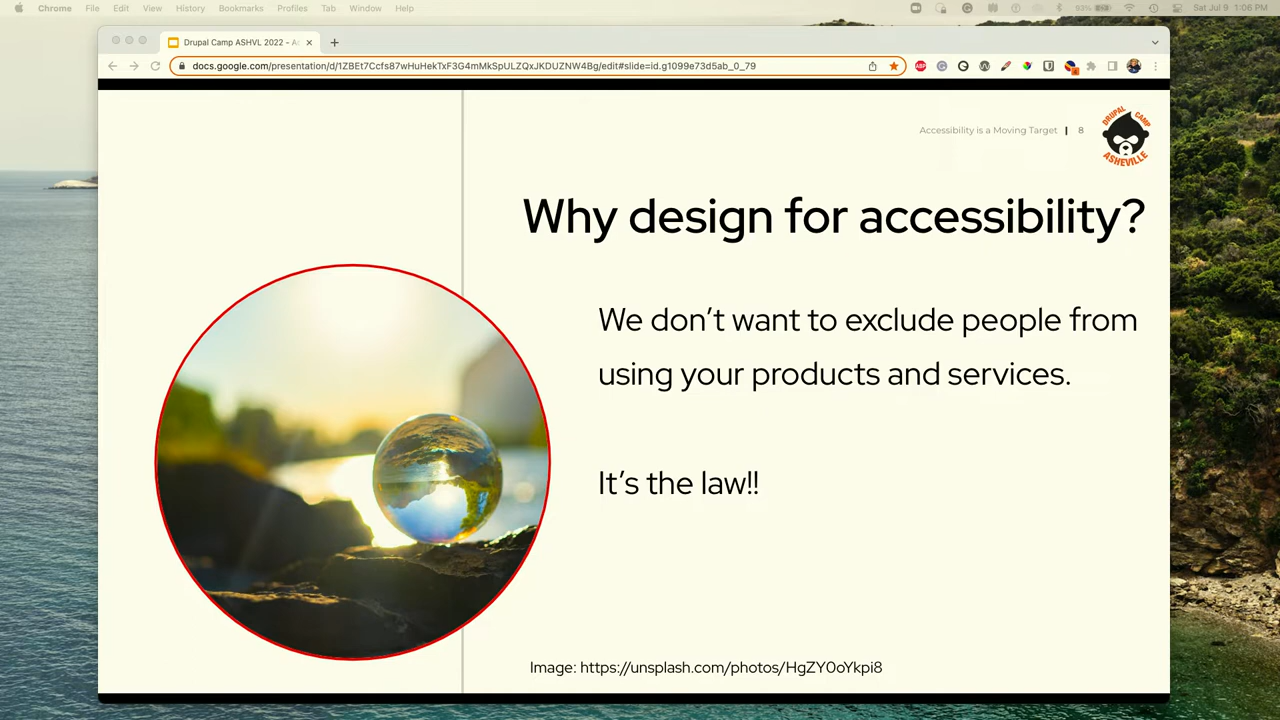 Chrome File Edit View History Bookmarks Profiles Tab Window Help 93% Sat Jul 9 1:06 PM
Drupal Camp ASHVL 2022 - Ac
docs.google.com/presentation/d/1ZBEt7Ccfs87wHuHekTxF3G4mMkSpULZQxJKDUZNW4Bg/edit#slide=id.g1099e73d5ab_0_79
ABP
Accessibility is a Moving Target | 8
DRUPAL CAMP
ASHEVILLE
Why design for accessibility?
We don't want to exclude people from
using your products and services.
It's the law!!
Image: https://unsplash.com/photos/HgZY0oYkpi8